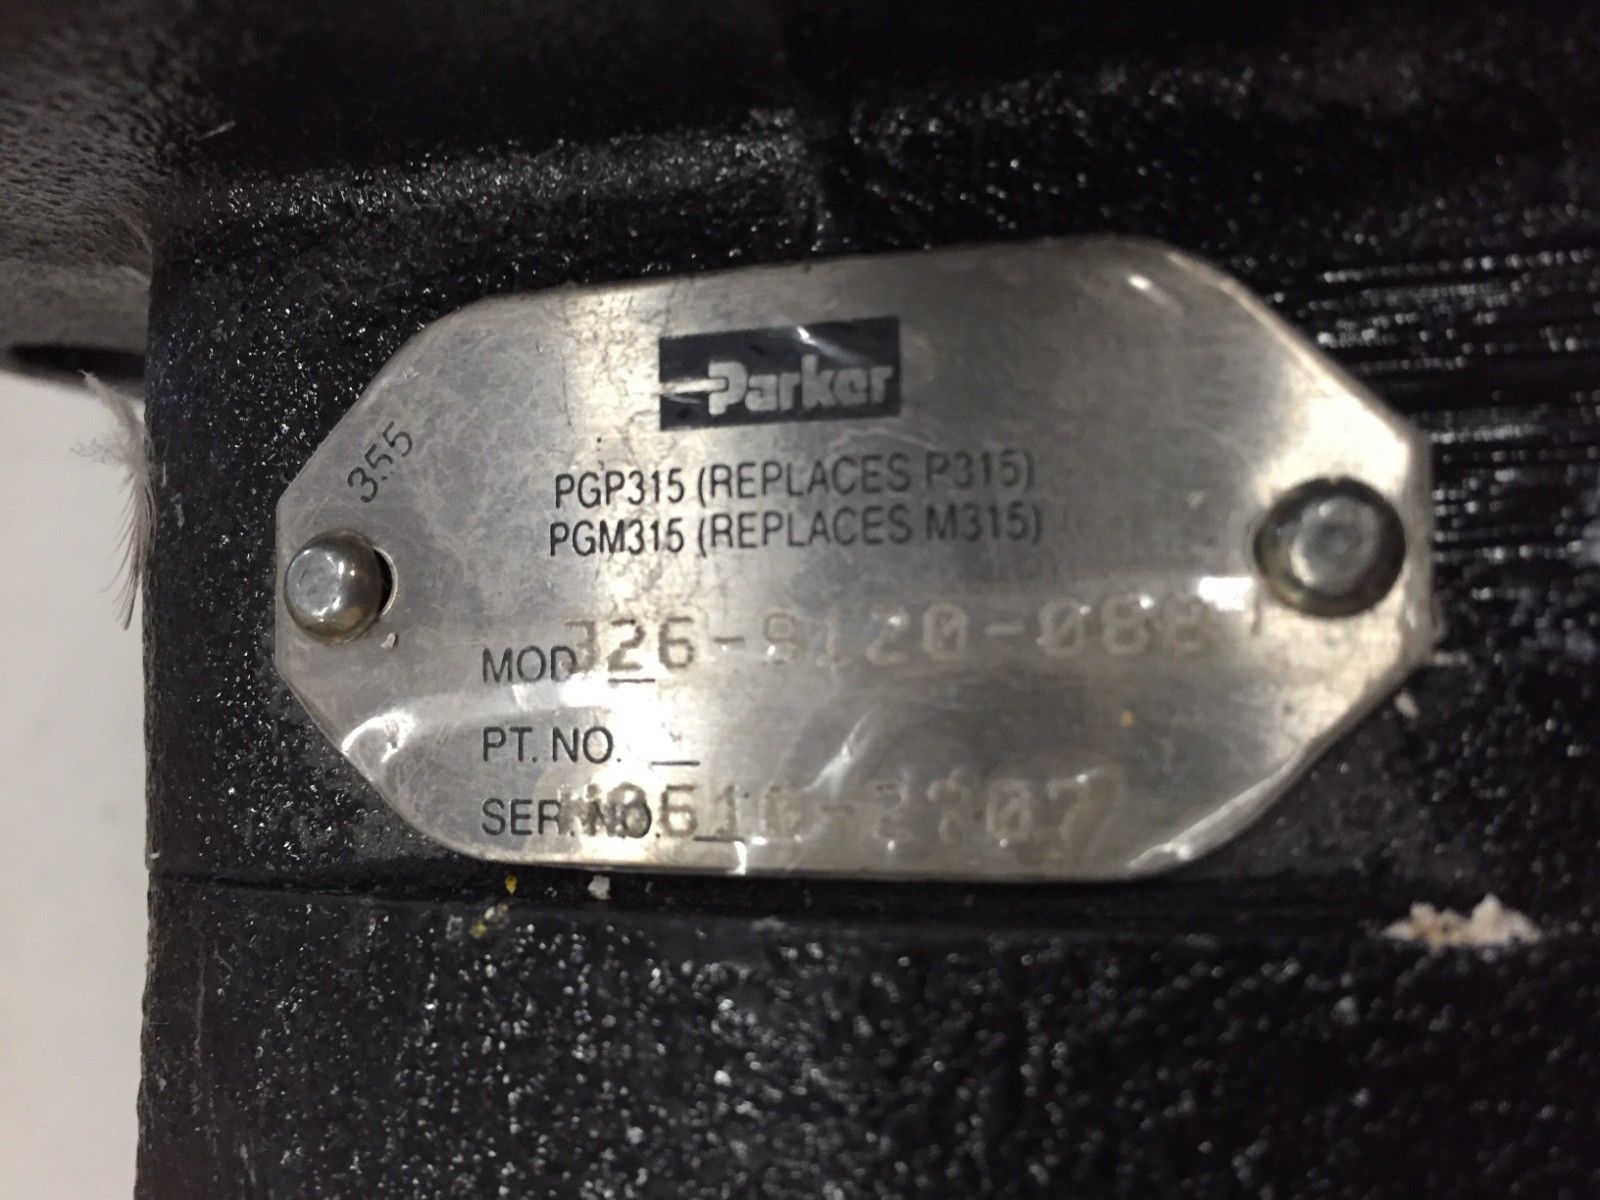 355
Parker
PGP315 (REPLACES P315)
PGM315 (REPLACES M315)
MOD.
PT. NO.
SER. NO.